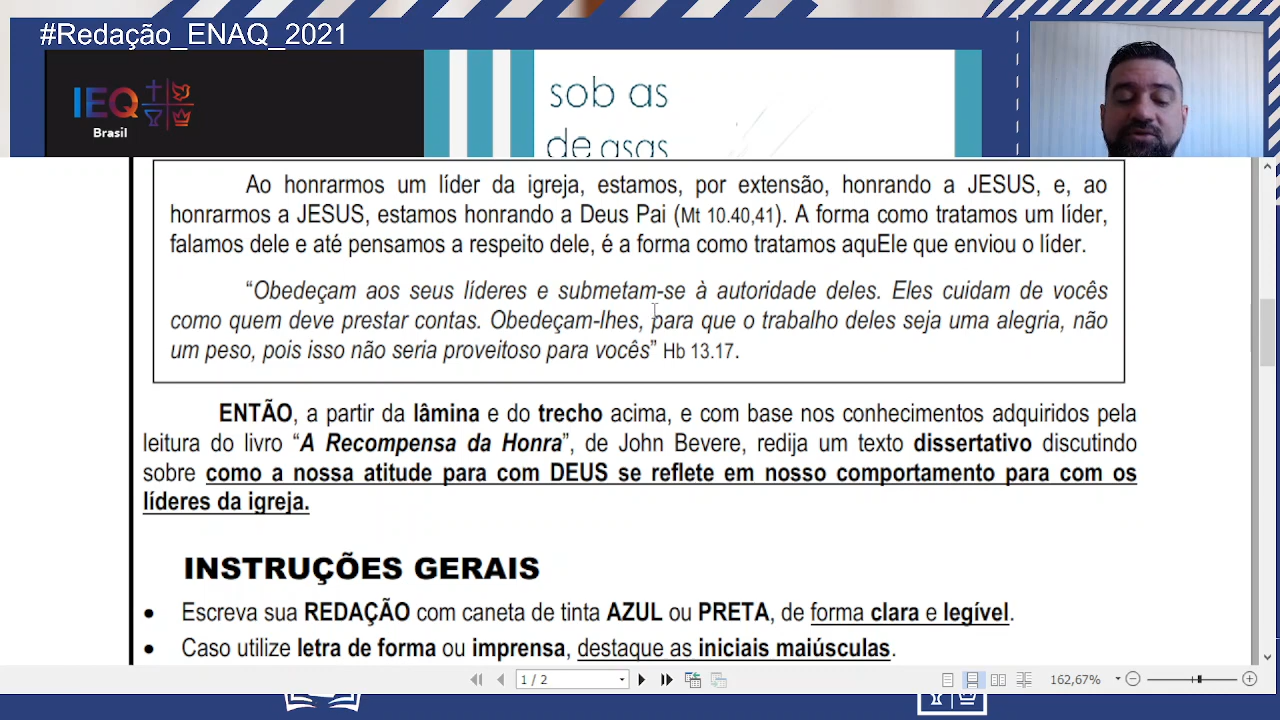 #Redação_ENAQ_2021
IEQ
Brasil
sob as
de asas
Ao honrarmos um líder da igreja, estamos, por extensão, honrando a JESUS, e, ao
honrarmos a JESUS, estamos honrando a Deus Pai (Mt 10.40,41). A forma como tratamos um líder,
falamos dele e até pensamos a respeito dele, é a forma como tratamos aquEle que enviou o líder.
“Obedeçam aos seus líderes e submetam-se à autoridade deles. Eles cuidam de vocês
como quem deve prestar contas. Obedeçam-lhes, para que o trabalho deles seja uma alegria, não
um peso, pois isso não seria proveitoso para vocês” Hb 13.17.
ENTÃO, a partir da lâmina e do trecho acima, e com base nos conhecimentos adquiridos pela
leitura do livro “A Recompensa da Honra”, de John Bevere, redija um texto dissertativo discutindo
sobre como a nossa atitude para com DEUS se reflete em nosso comportamento para com os
líderes da igreja.
INSTRUÇÕES GERAIS
• Escreva sua REDAÇÃO com caneta de tinta AZUL ou PRETA, de forma clara e legível.
• Caso utilize letra de forma ou imprensa, destaque as iniciais maiúsculas.
1 / 2
162,67%